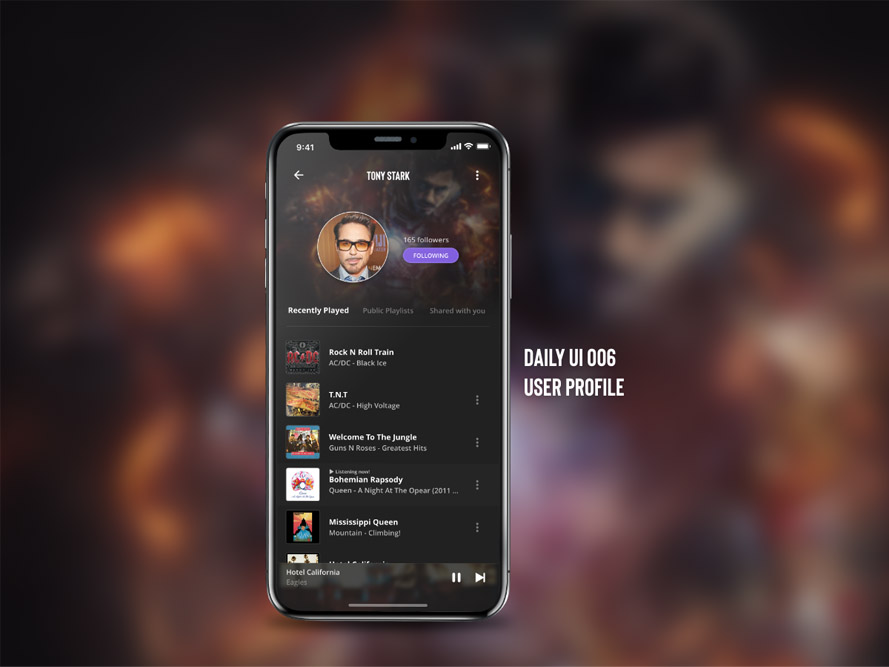 9:41
TONY STARK
165 followers
FOLLOWING
Recently Played Public Playlists Shared with you
Rock N Roll Train
AC/DC - Black Ice
T.N.T
AC/DC - High Voltage
Welcome To The Jungle
Guns N Roses - Greatest Hits
Listening now!
Bohemian Rapsody
Queen - A Night At The Opear (2011 ...
Mississippi Queen
Mountain - Climbing!
Hotel California
Hotel California
Eagles
DAILY UI 006
USER PROFILE